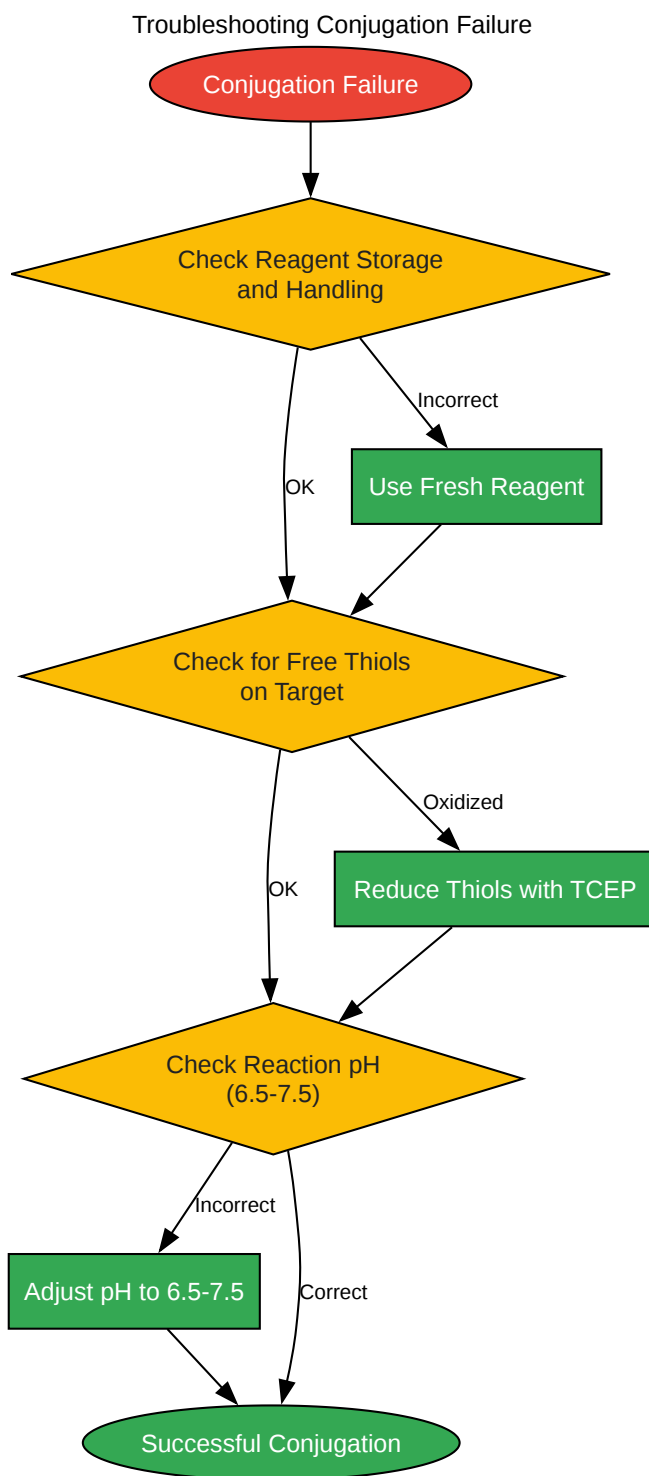 Troubleshooting Conjugation Failure
Conjugation Failure
Check Reagent Storage
and Handling
Incorrect
OK
Use Fresh Reagent
Check for Free Thiols
on Target
Oxidized
OK
Reduce Thiols with TCEP
Check Reaction pH
(6.5-7.5)
Incorrect
Correct
Adjust pH to 6.5-7.5
Successful Conjugation